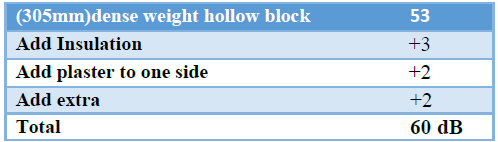 (305mm)dense weight hollow block 53
Add Insulation +3
Add plaster to one side +2
Add extra +2
Total 60 dB